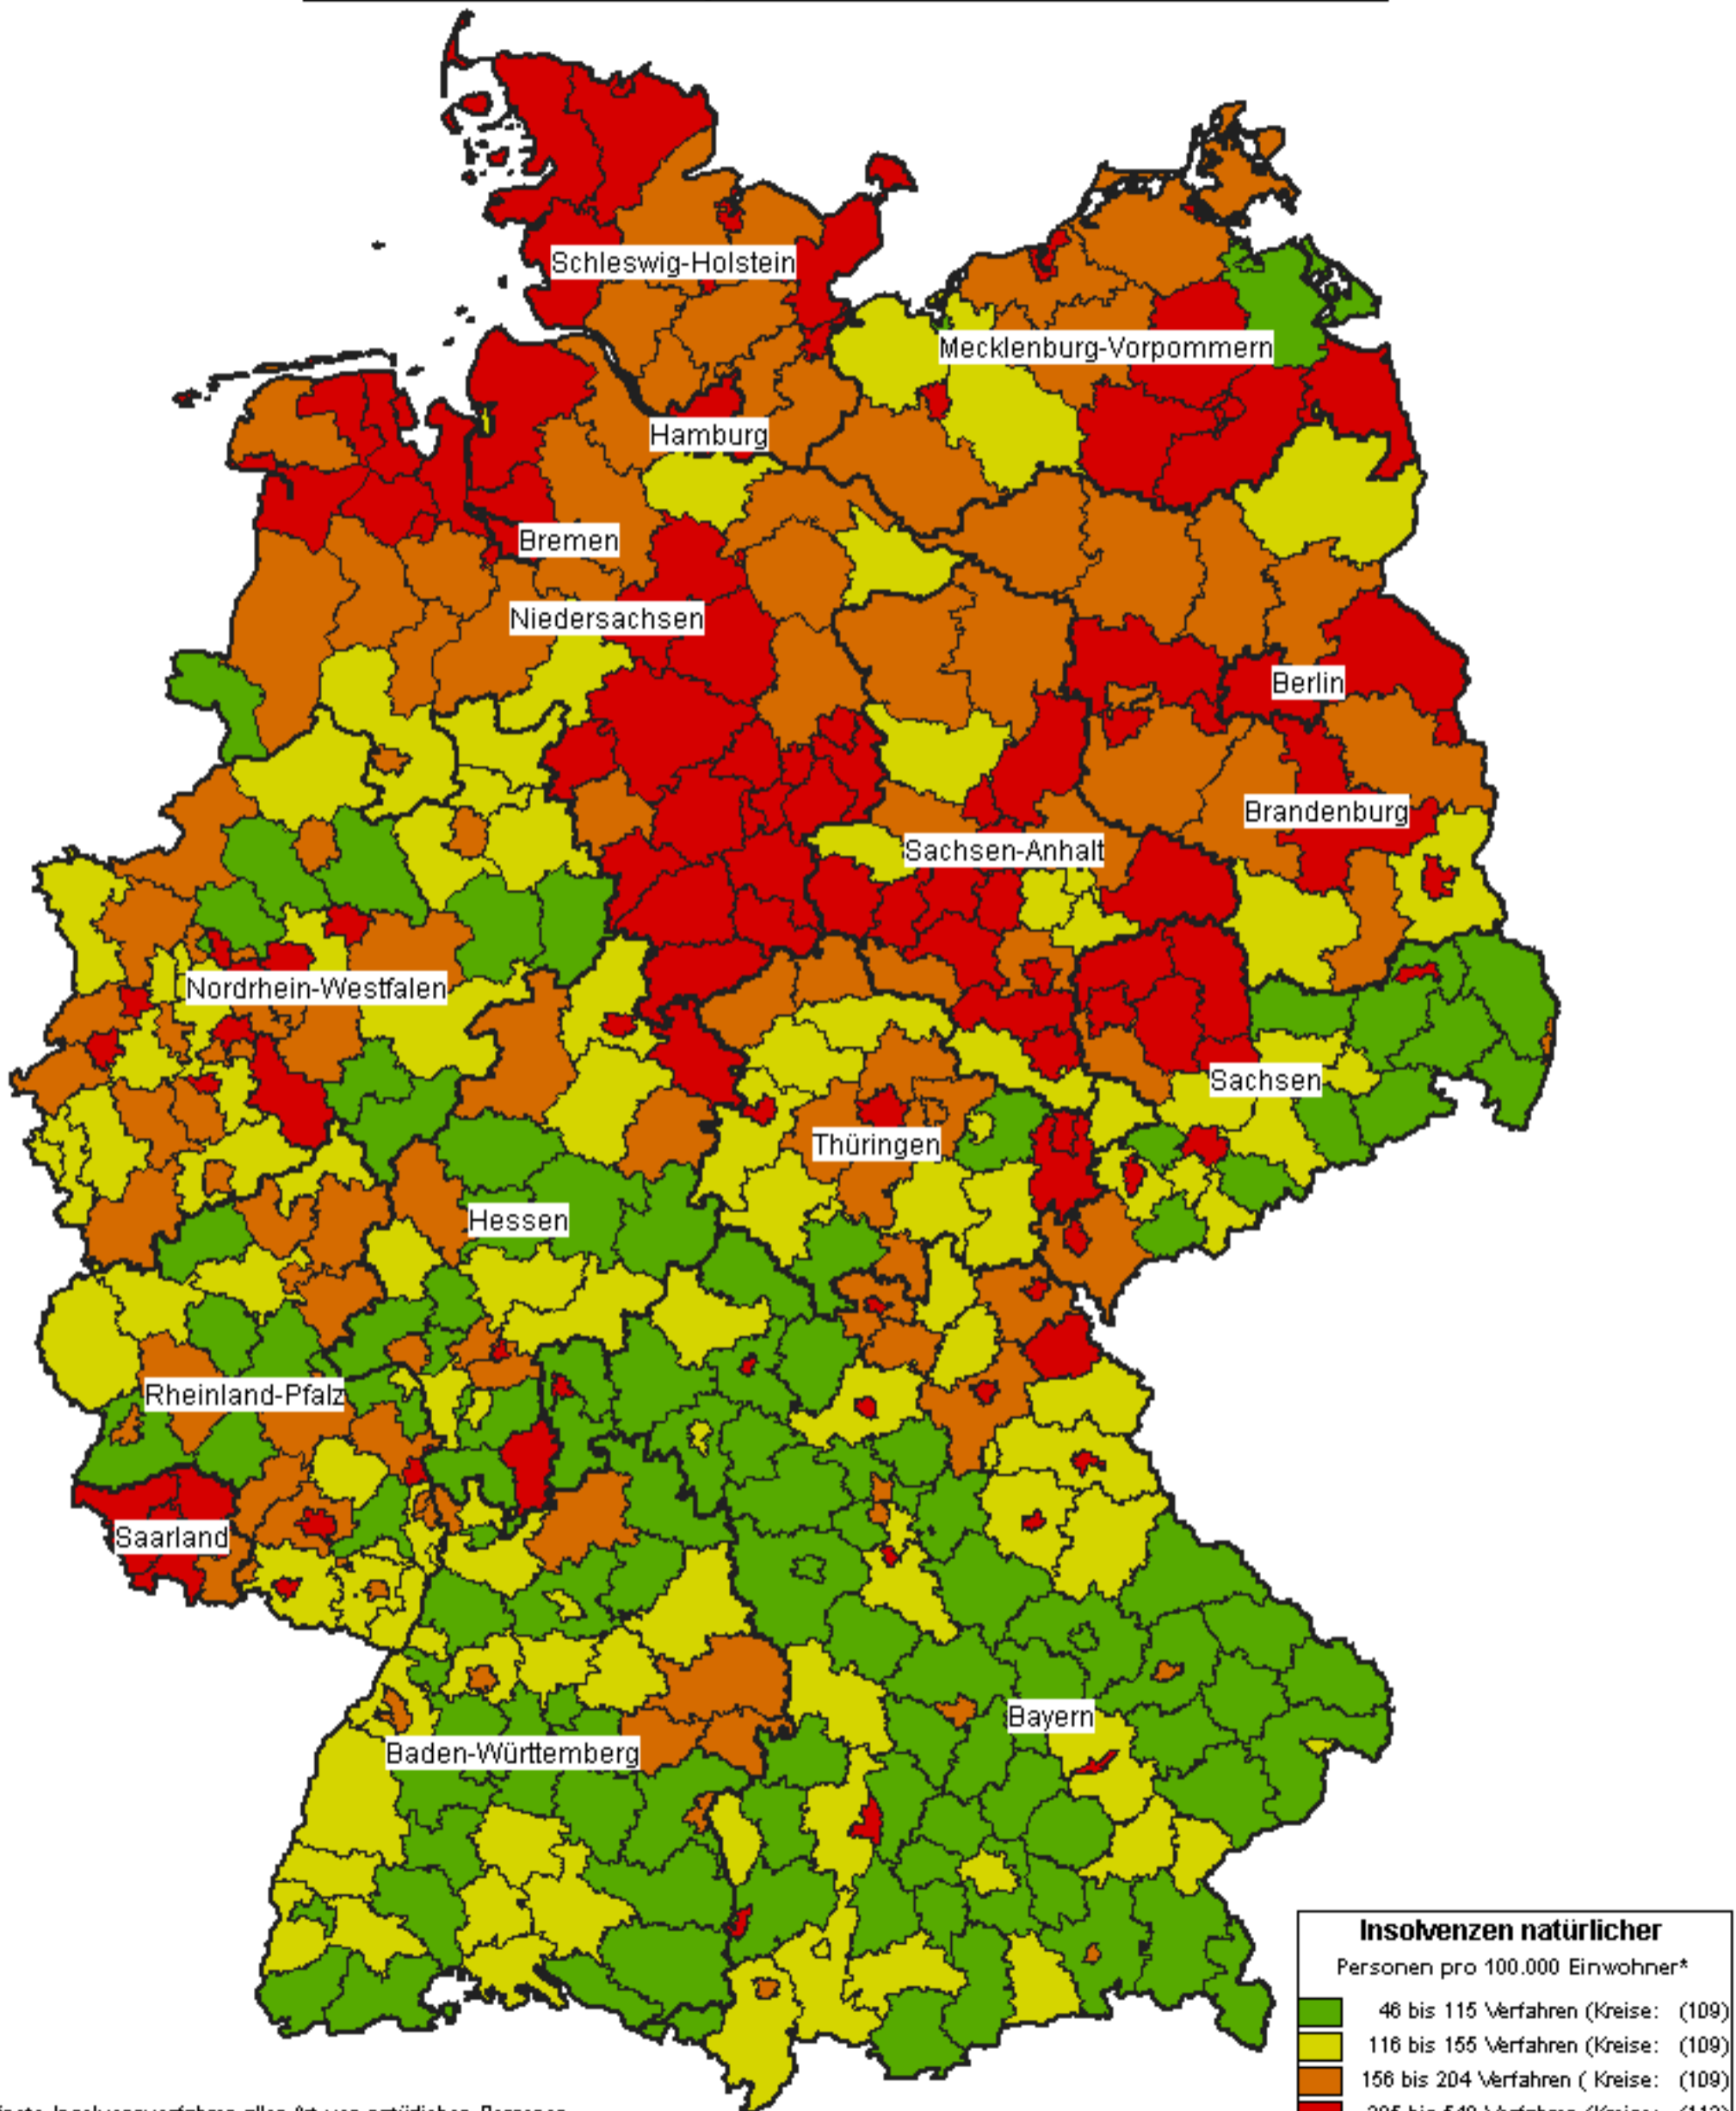 Schleswig-Holstein
Mecklenburg-Vorpommern
Hamburg
Bremen
Niedersachsen
Berlin
Brandenburg
Sachsen-Anhalt
Nordrhein-Westfalen
Sachsen
Thüringen
Hessen
Rheinland-Pfalz
Saarland
Bayern
Baden-Württemberg
Insolvenzen natürlicher
Personen pro 100.000 Einwohner*
46 bis 115 Verfahren (Kreise: (109)
116 bis 155 Verfahren (Kreise: (109)
156 bis 204 Verfahren ( Kreise: (109)